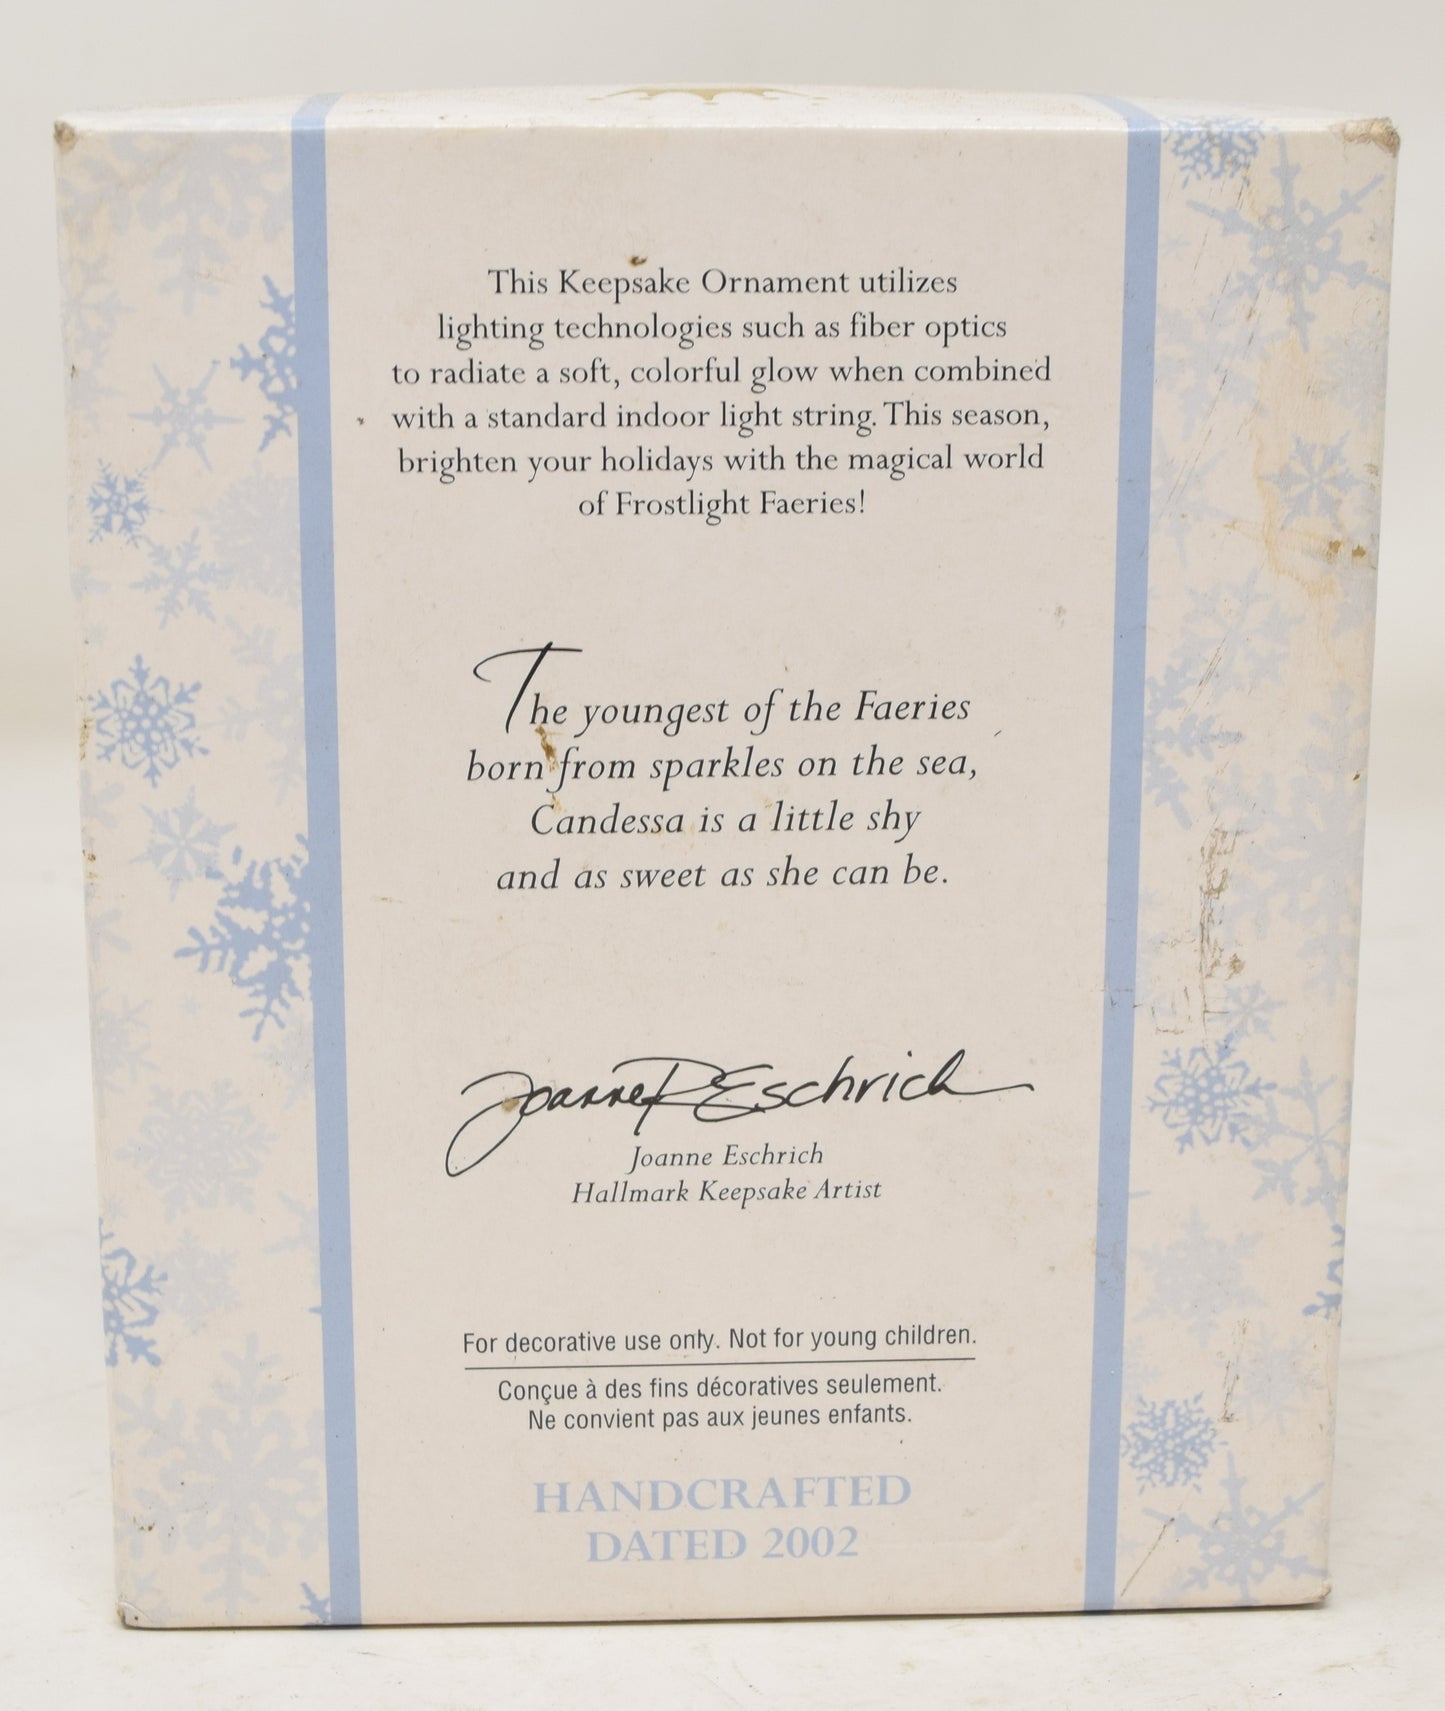 This Keepsake Ornament utilizes
lighting technologies such as fiber optics
to radiate a soft, colorful glow when combined
with a standard indoor light string. This season,
brighten your holidays with the magical world
of Frostlight Faeries!
The youngest of the Faeries
born from sparkles on the sea,
Candessa is a little shy
and as sweet as she can be.
Joanne Eschrich
Joanne Eschrich
Hallmark Keepsake Artist
For decorative use only. Not for young children.
Conçue à des fins décoratives seulement.
Ne convient pas aux jeunes enfants.
HANDCRAFTED
DATED 2002